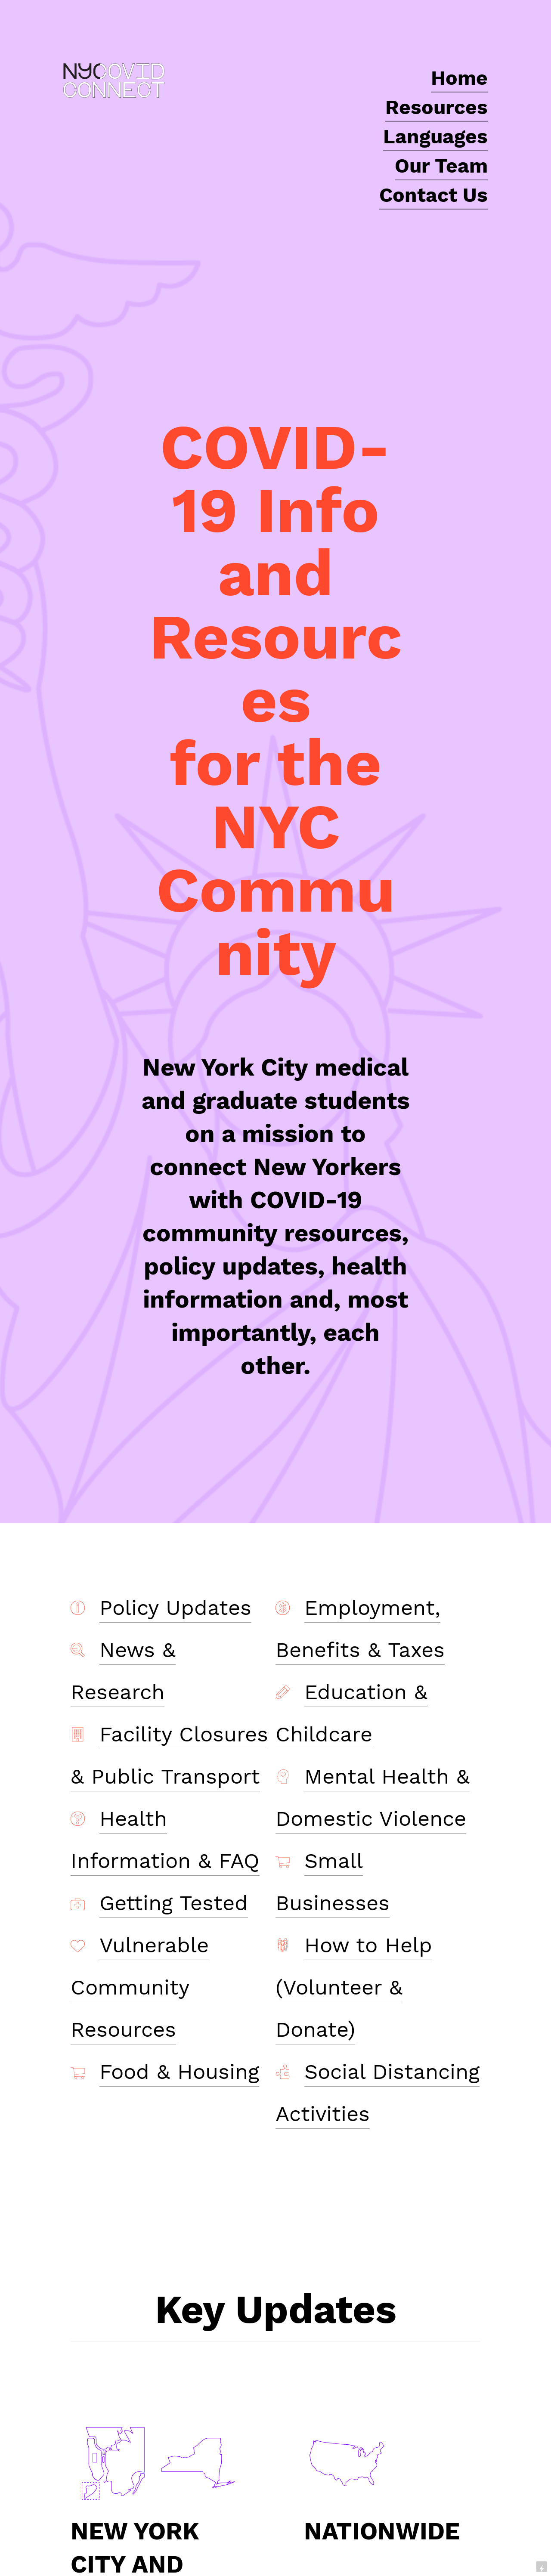 NYCOVID
CONNECT
Home
Resources
Languages
Our Team
Contact Us
COVID-
19 Info
and
Resourc
es
for the
NYC
Commu
nity
New York City medical
and graduate students
on a mission to
connect New Yorkers
with COVID-19
community resources,
policy updates, health
information and, most
importantly, each
other.
Policy Updates
News &
Research
Facility Closures
& Public Transport
Health
Information & FAQ
Getting Tested
Vulnerable
Community
Resources
Food & Housing
Employment,
Benefits & Taxes
Education &
Childcare
Mental Health &
Domestic Violence
Small
Businesses
How to Help
(Volunteer &
Donate)
Social Distancing
Activities
Key Updates
NEW YORK
CITY AND
NATIONWIDE